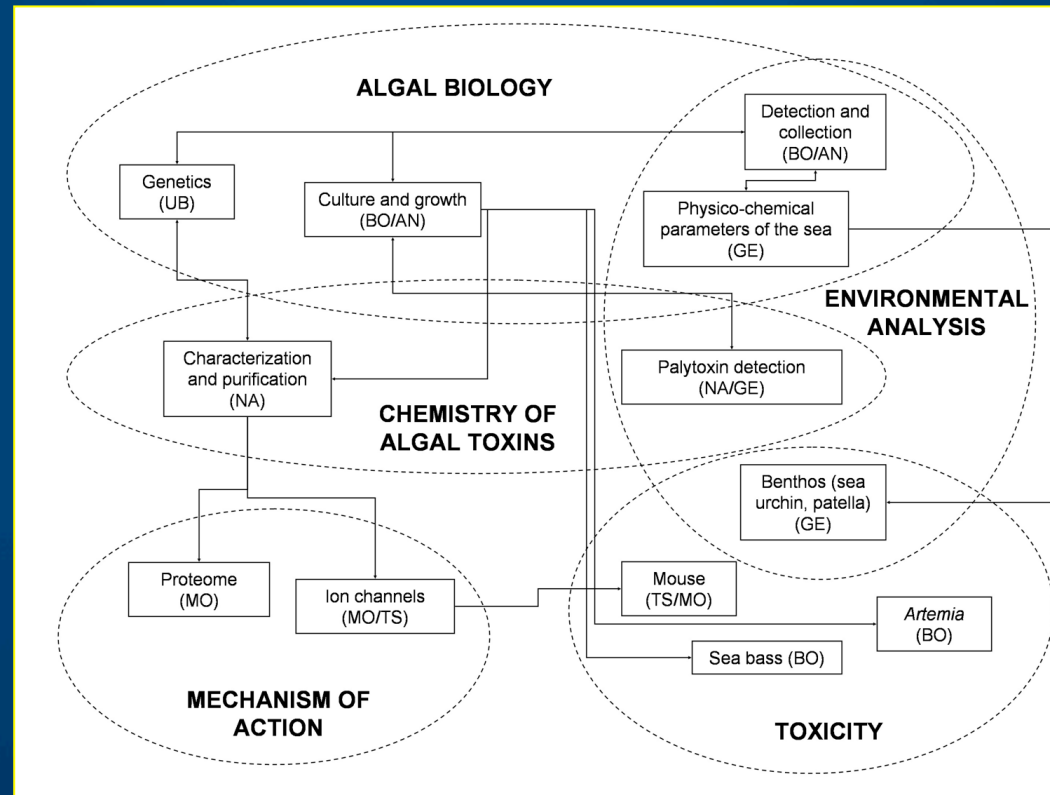 ALGAL BIOLOGY
Detection and
collection
(BO/AN)
Genetics
(UB)
Culture and growth
(BO/AN)
Physico-chemical
parameters of the sea
(GE)
ENVIRONMENTAL
ANALYSIS
Characterization
and purification
(NA)
Palytoxin detection
(NA/GE)
CHEMISTRY OF
ALGAL TOXINS
Benthos (sea
urchin, patella)
(GE)
Proteome
(MO)
Ion channels
(MO/TS)
Mouse
(TS/MO)
Artemia
(BO)
Sea bass (BO)
MECHANISM OF
ACTION
TOXICITY